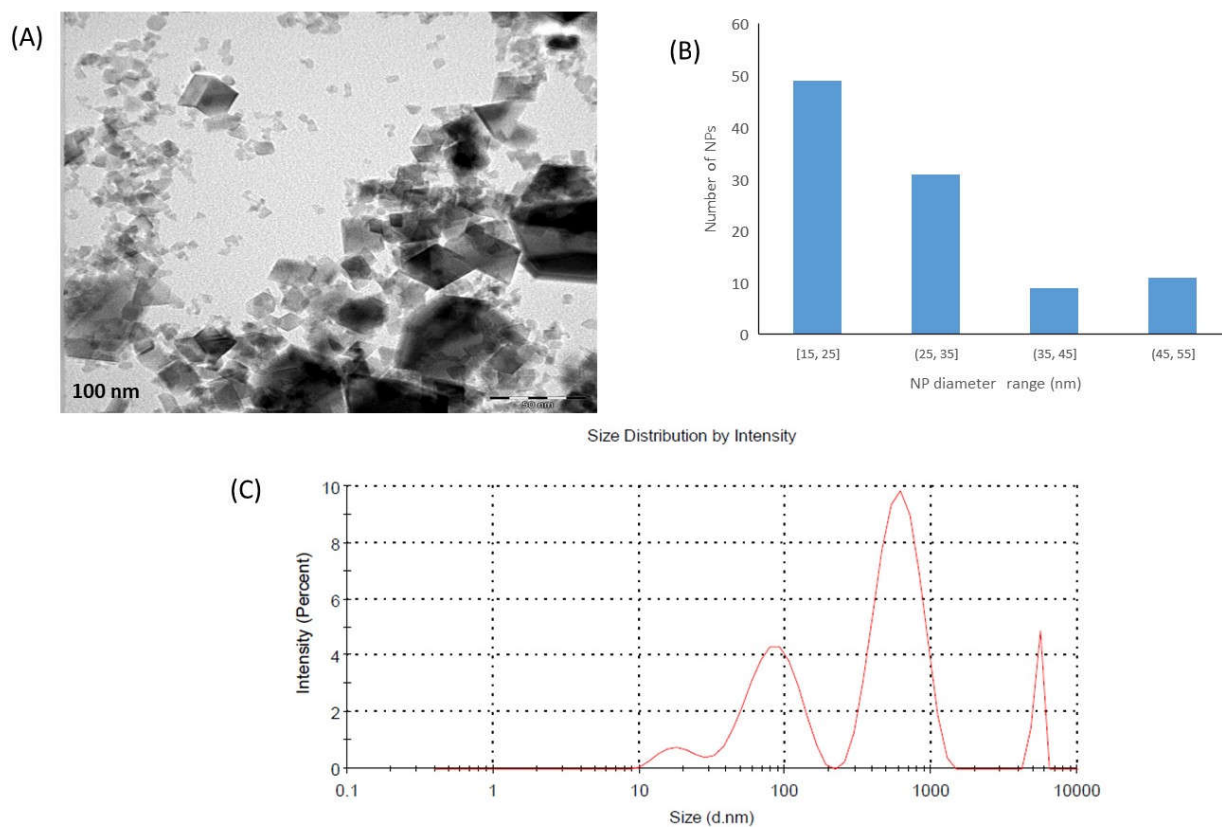 (A)
100 nm
50 nm
(B)
60
50
40
30
20
10
0
Number of NPs
[15, 25]
(25, 35]
(35, 45]
(45, 55]
NP diameter range (nm)
Size Distribution by Intensity
(C)
10
8
6
4
2
0
Intensity (Percent)
0.1
1
10
100
1000
10000
Size (d.nm)